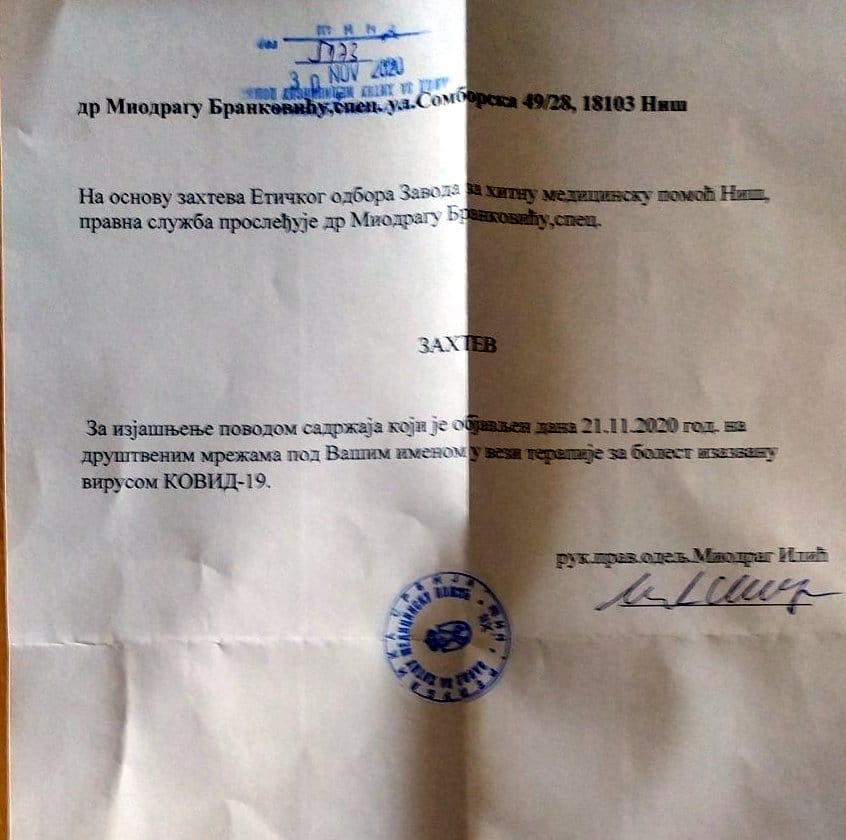 30 NOV 2020
др Миодрагу Бранковићу,спец. ул.Сомборска 49/28, 18103 Ниш
На основу захтева Етичког одбора Завода за хитну медицинску помоћ Ниш,
правна служба прослеђује др Миодрагу Бранковићу,спец.
ЗАХТЕВ
За изјашњење поводом садржаја који је објављен дана 21.11.2020 год. на
друштвеним мрежама под Вашим именом у вези терапије за болест изазвану
вирусом КОВИД-19.
рук.прав.одељ.Миодраг Илић